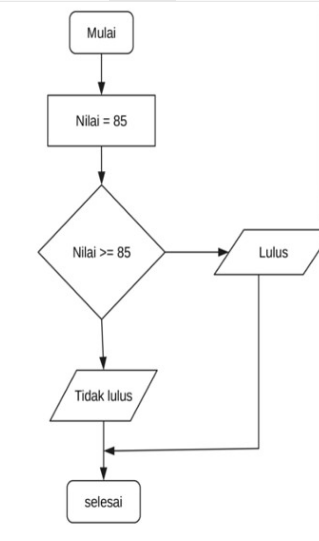 Mulai
Nilai = 85
Nilai >= 85
Lulus
Tidak lulus
selesai